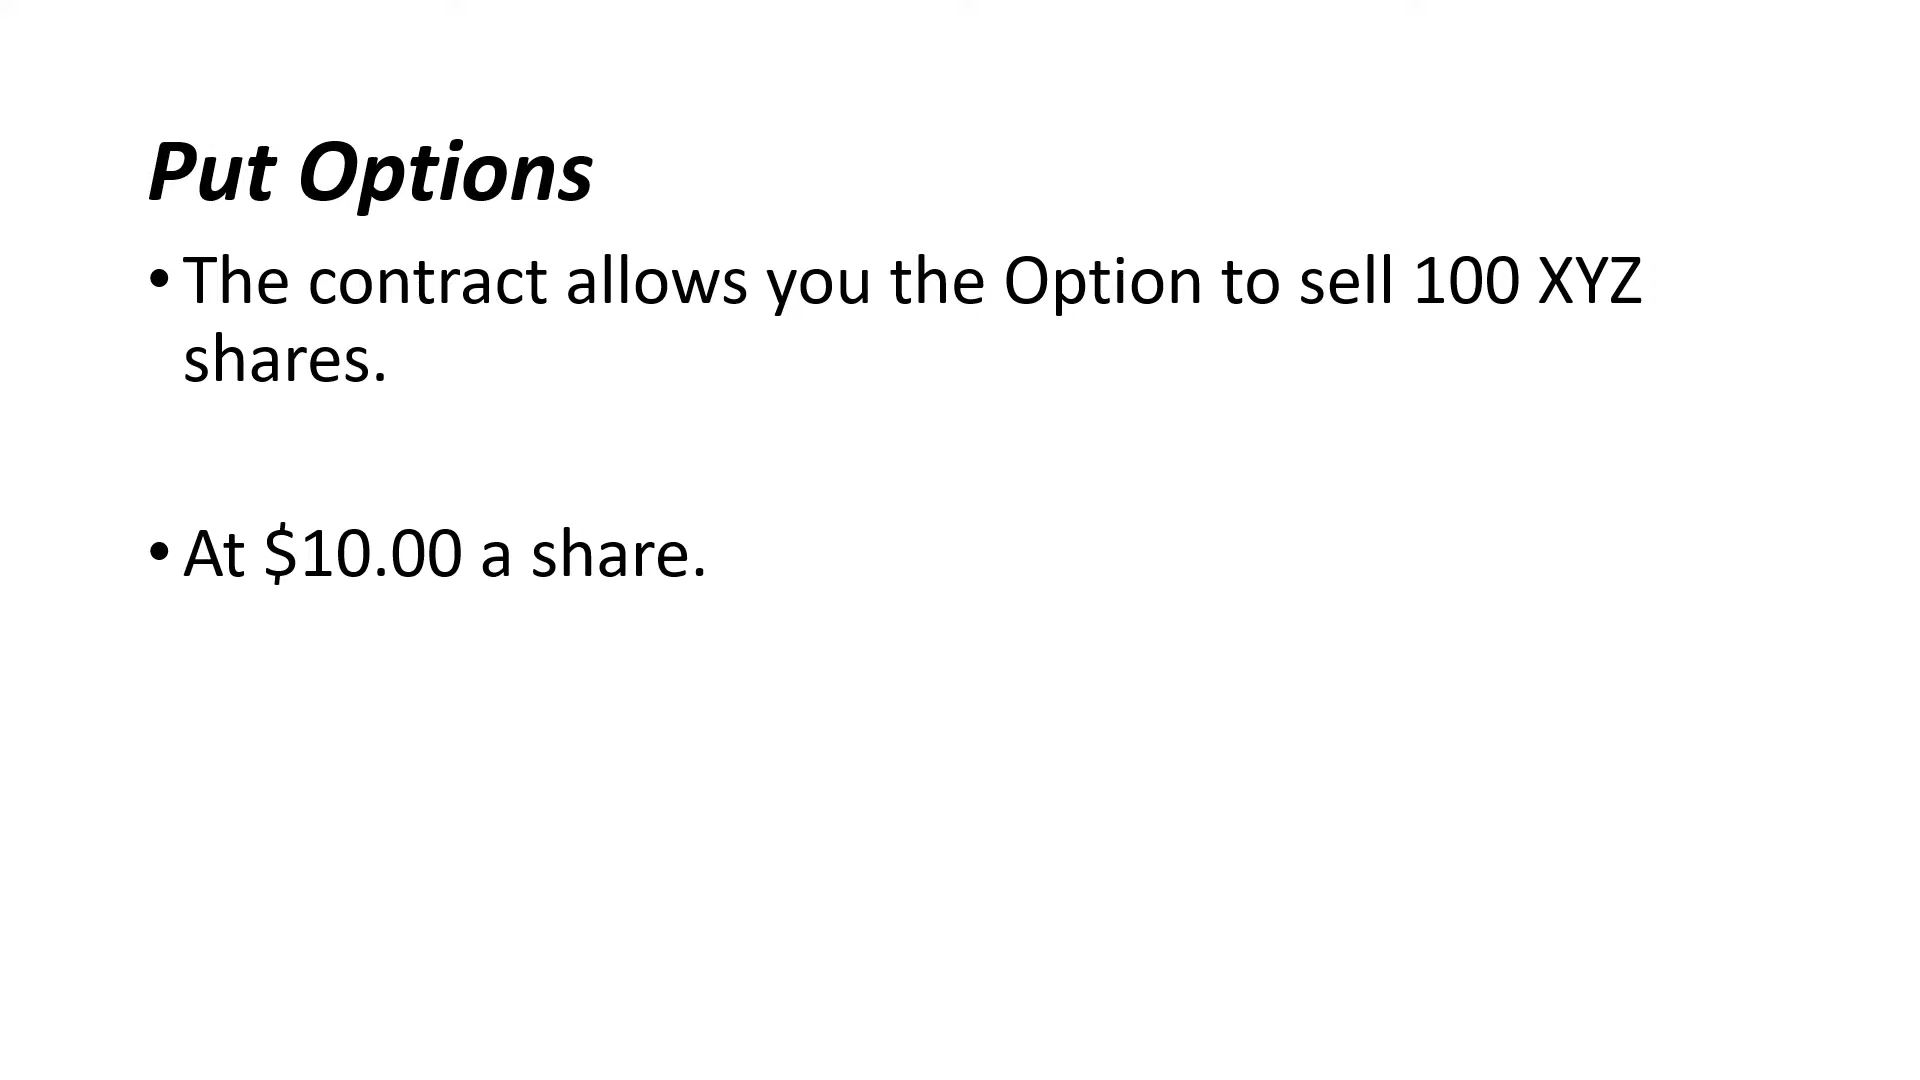 Put Options
• The contract allows you the Option to sell 100 XYZ
shares.
• At $10.00 a share.